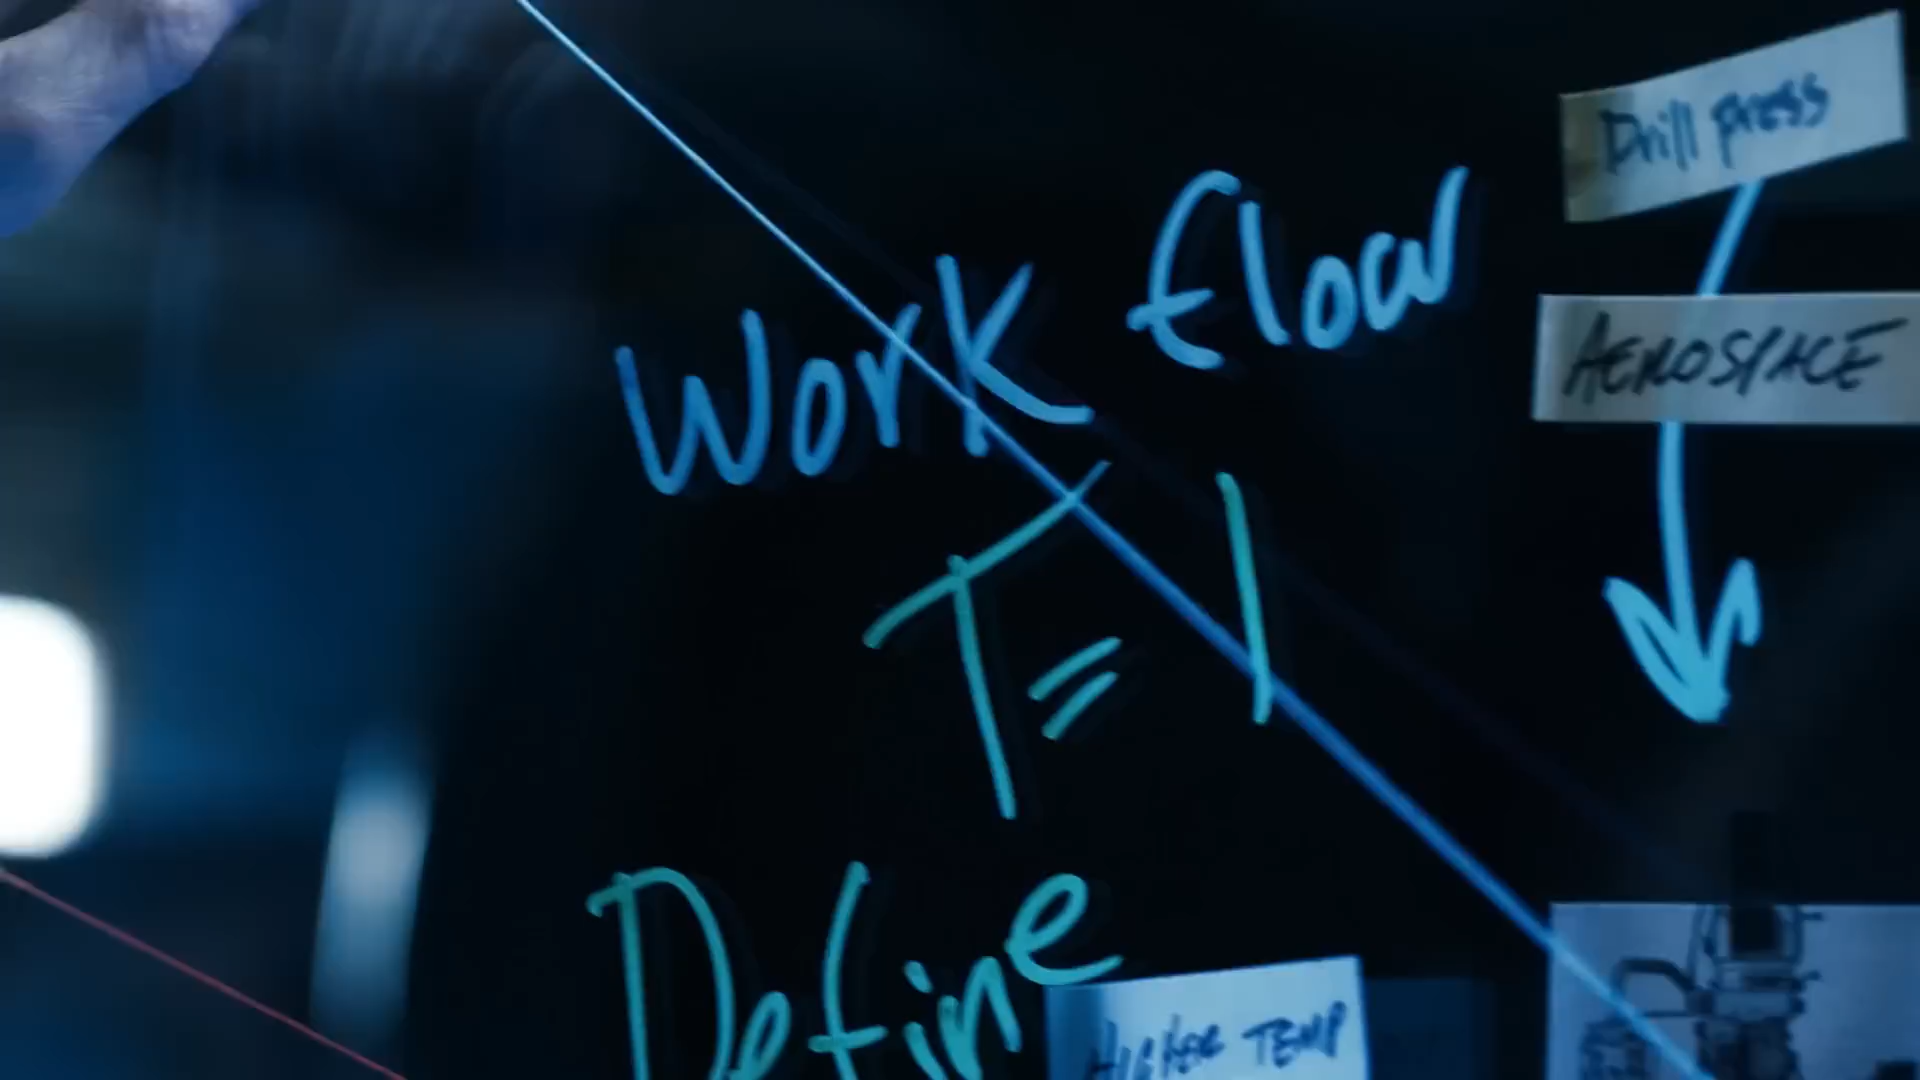 Drill press
Work flow
AEROSPACE
T = 1
Define
HIGHER TEMP